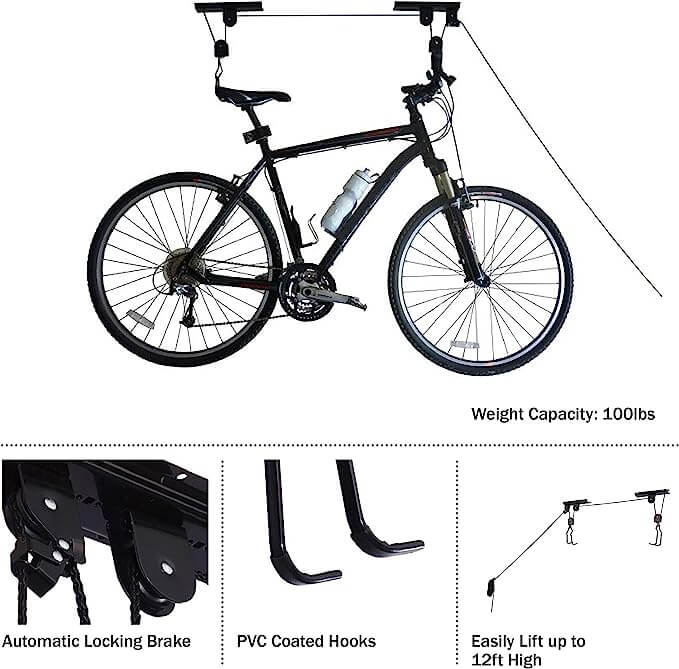 Weight Capacity: 100lbs
Automatic Locking Brake
PVC Coated Hooks
Easily Lift up to
12ft High